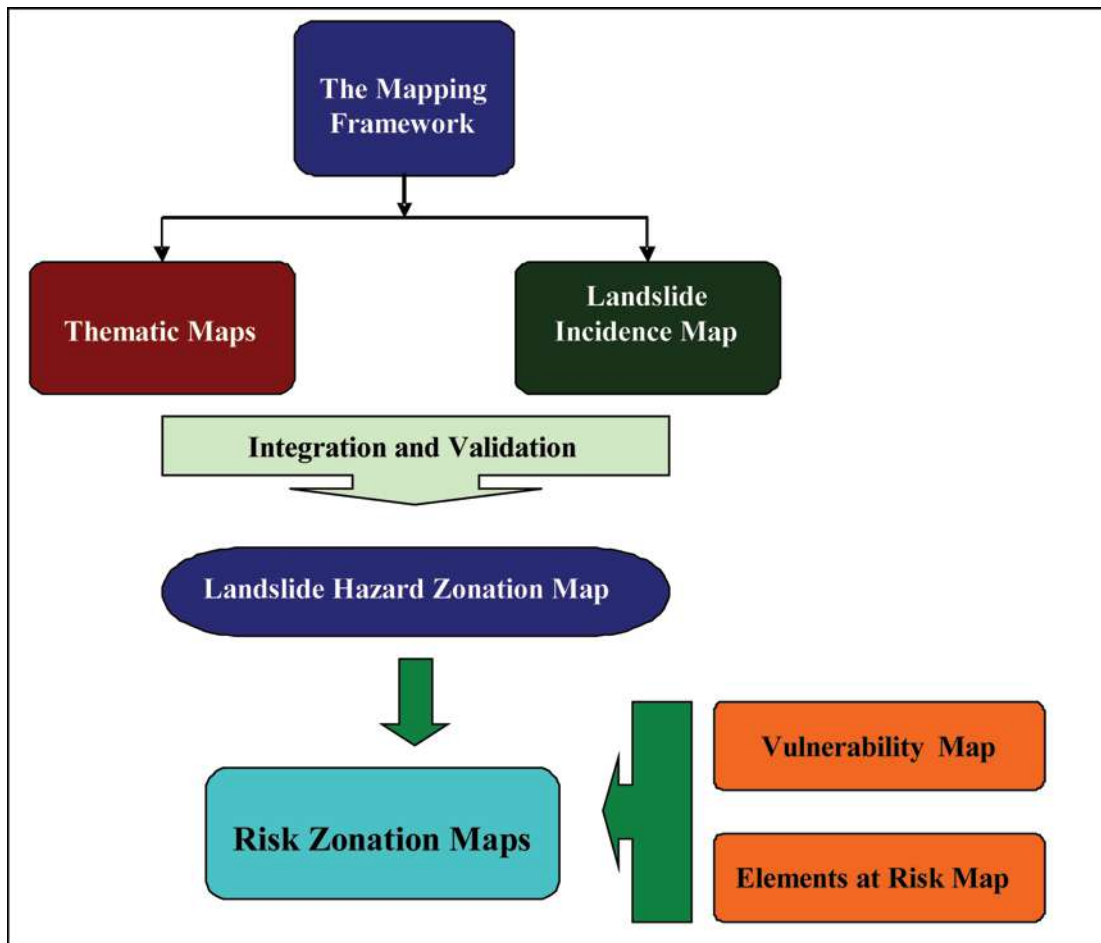 The Mapping
Framework
Thematic Maps
Landslide
Incidence Map
Integration and Validation
Landslide Hazard Zonation Map
Vulnerability Map
Risk Zonation Maps
Elements at Risk Map